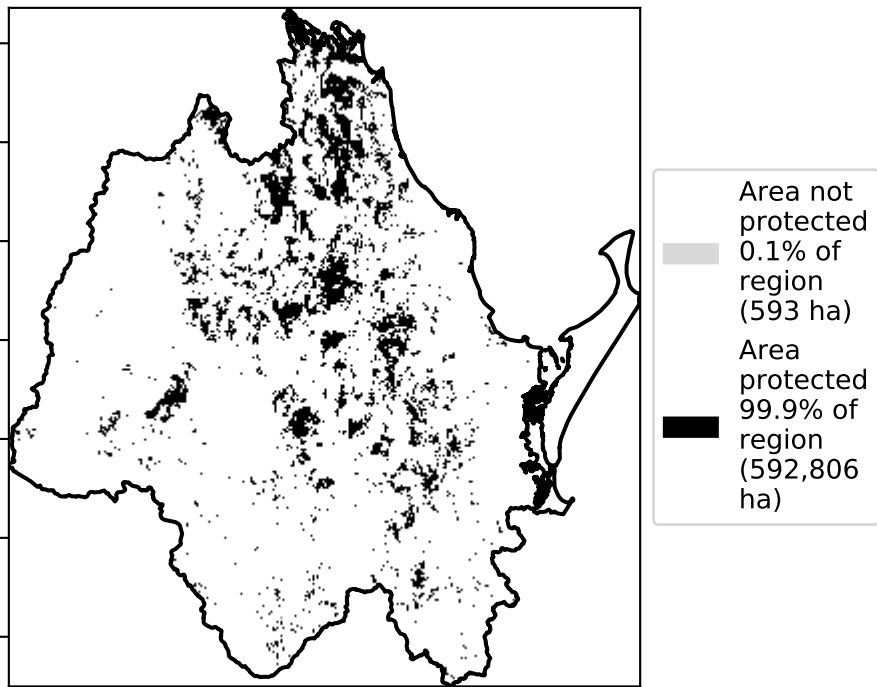 Area not
protected
0.1% of
region
(593 ha)
Area
protected
99.9% of
region
(592,806
ha)